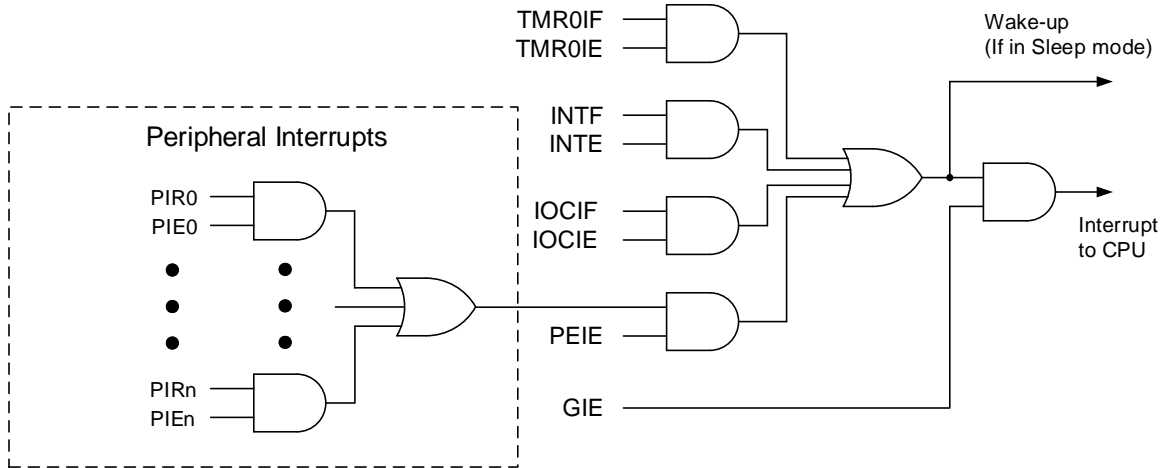 TMR0IF
TMR0IE
Wake-up
(If in Sleep mode)
INTF
INTE
Peripheral Interrupts
PIR0
PIE0
IOCIF
IOCIE
Interrupt
to CPU
PEIE
PIRn
PIEn
GIE